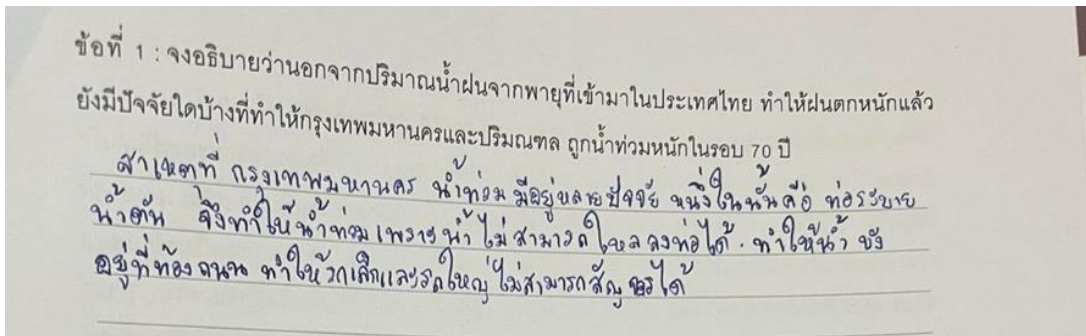 ข้อที่ 1 : จงอธิบายว่านอกจากปริมาณน้ำฝนจากพายุที่เข้ามาในประเทศไทย ทำให้ฝนตกหนักแล้ว
ยังมีปัจจัยใดบ้างที่ทำให้กรุงเทพมหานครและปริมณฑล ถูกน้ำท่วมหนักในรอบ 70 ปี
สาเหตที่ กรงเทพมหานคร น้ำท่วม มีอยู่หลายปัจจัย หนึ่งในนั้นคือ ท่อระบาย
น้ำตัน จึงทำให้น้ำท่วม เพราะน้ำไม่สามารถไหลลงท่อได้. ทำให้น้ำ ขัง
อยู่ที่ท้องถนน ทำให้รถเล็กและรถใหญ่ไม่สามารถสัญจรได้